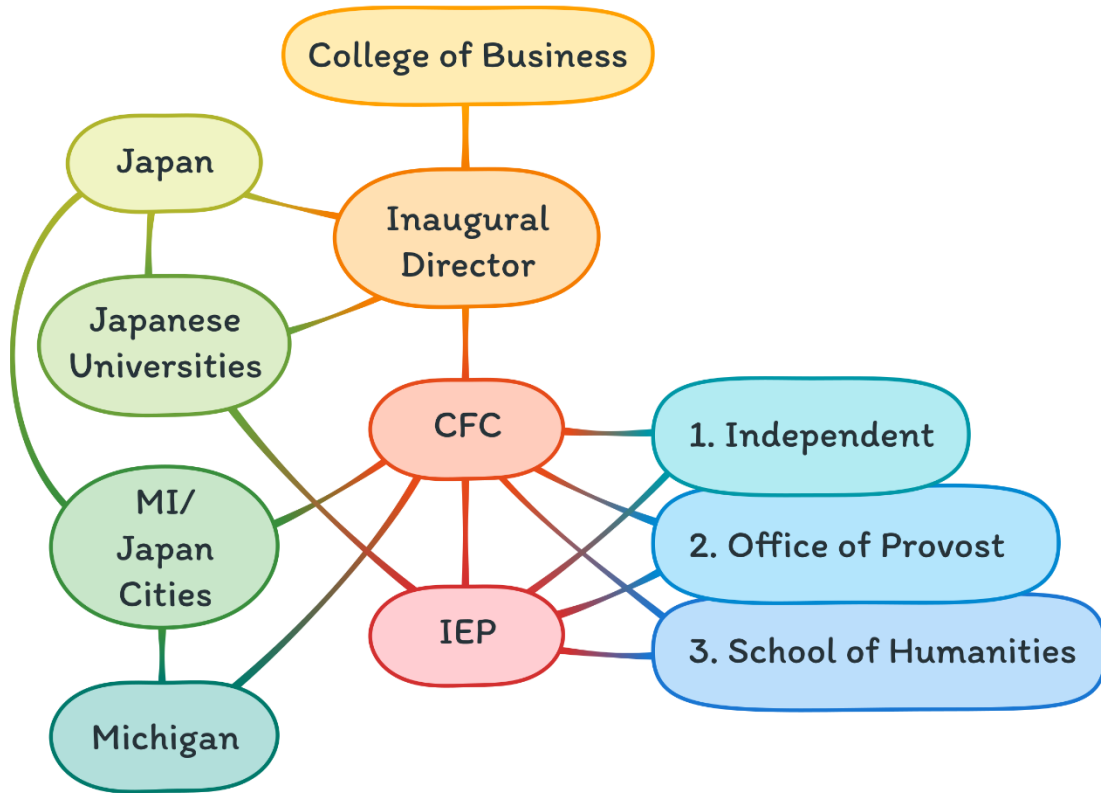 College of Business
Japan
Inaugural
Director
Japanese
Universities
CFC
1. Independent
MI/
Japan
Cities
2. Office of Provost
IEP
3. School of Humanities
Michigan